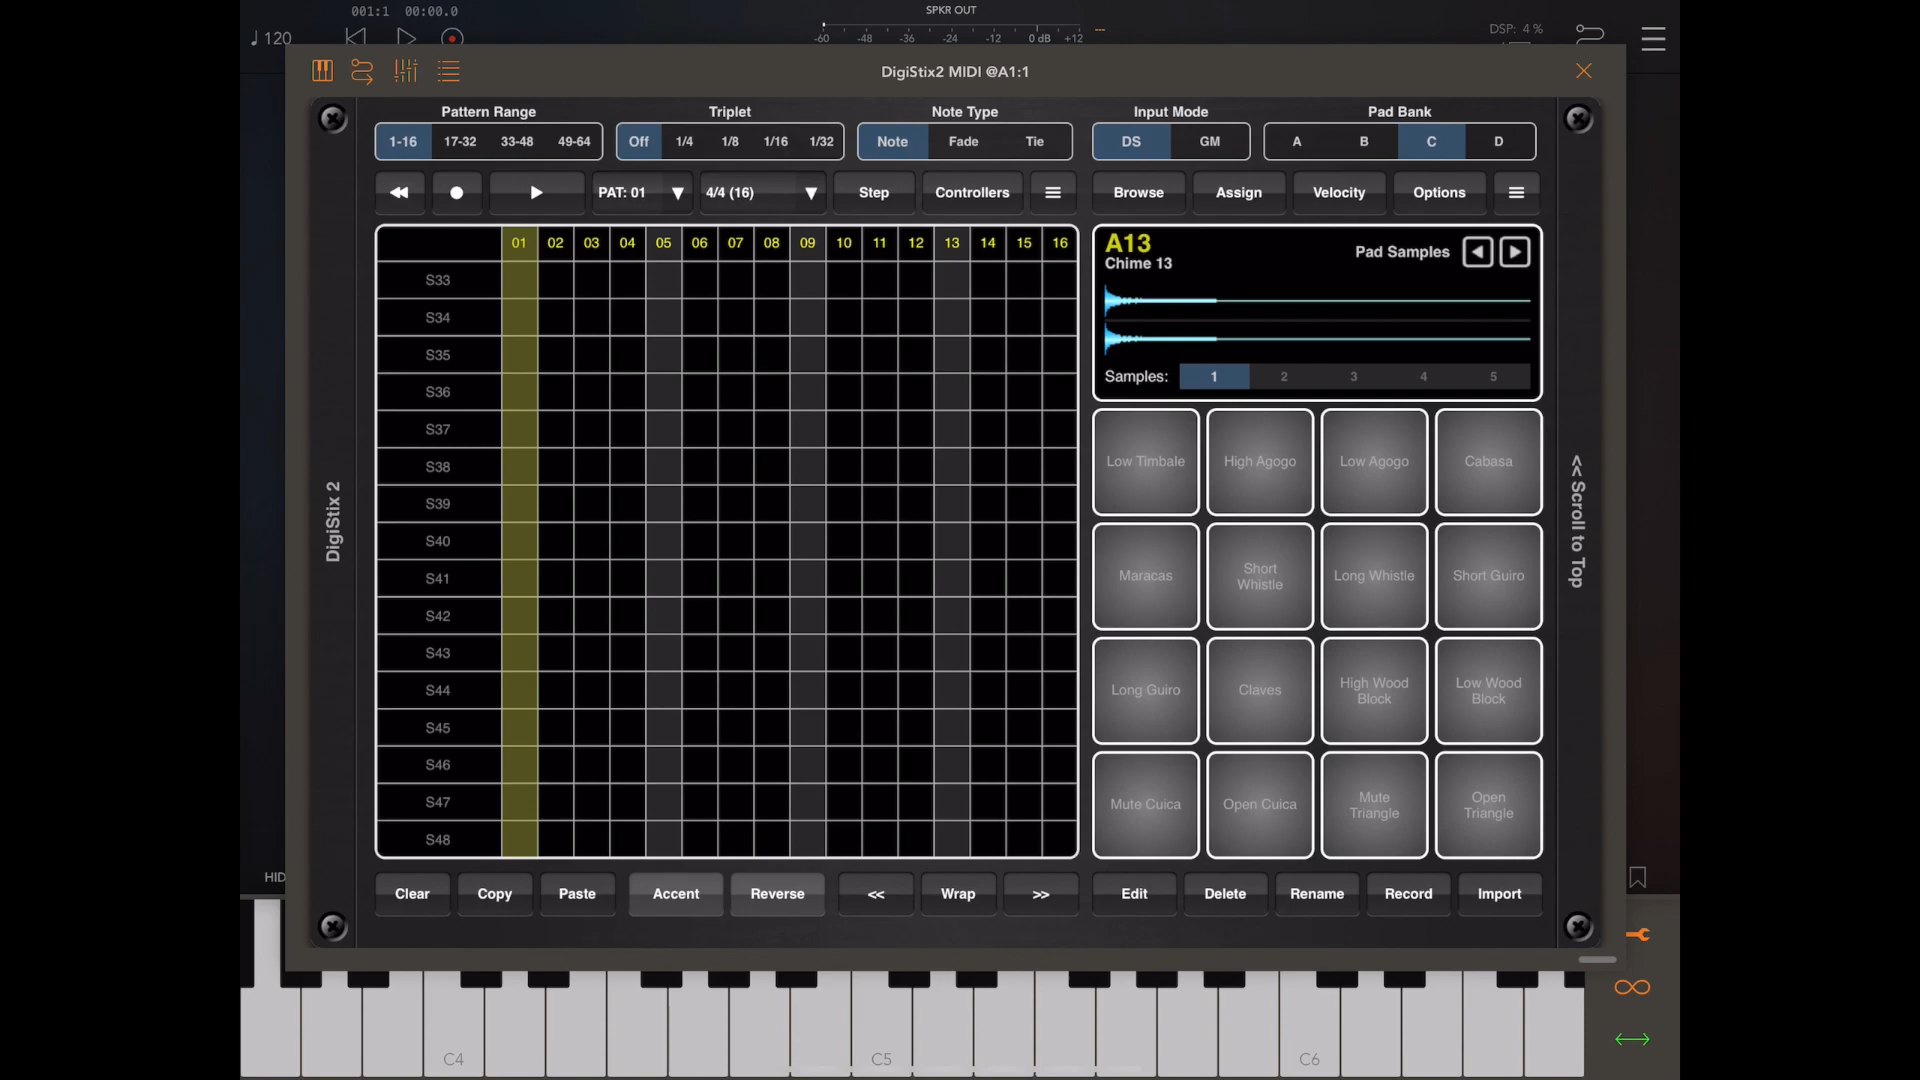 001:1 00:00.0
SPKR OUT
120
-60 -48 -36 -24 -12 0 dB +12
DSP: 4 %
DigiStix2 MIDI @A1:1
Pattern Range
Triplet
Note Type
Input Mode
Pad Bank
1-16 17-32 33-48 49-64
Off 1/4 1/8 1/16 1/32
Note Fade Tie
DS GM
A B C D
PAT: 01
4/4 (16)
Step
Controllers
Browse
Assign
Velocity
Options
01 02 03 04 05 06 07 08 09 10 11 12 13 14 15 16
S33
S34
S35
S36
S37
S38
S39
S40
S41
S42
S43
S44
S45
S46
S47
S48
A13
Chime 13
Pad Samples
Samples: 1 2 3 4 5
Low Timbale
High Agogo
Low Agogo
Cabasa
Maracas
Short
Whistle
Long Whistle
Short Guiro
Long Guiro
Claves
High Wood
Block
Low Wood
Block
Mute Cuica
Open Cuica
Mute
Triangle
Open
Triangle
DigiStix 2
<< Scroll to Top
HID
Clear
Copy
Paste
Accent
Reverse
<<
Wrap
>>
Edit
Delete
Rename
Record
Import
C4
C5
C6